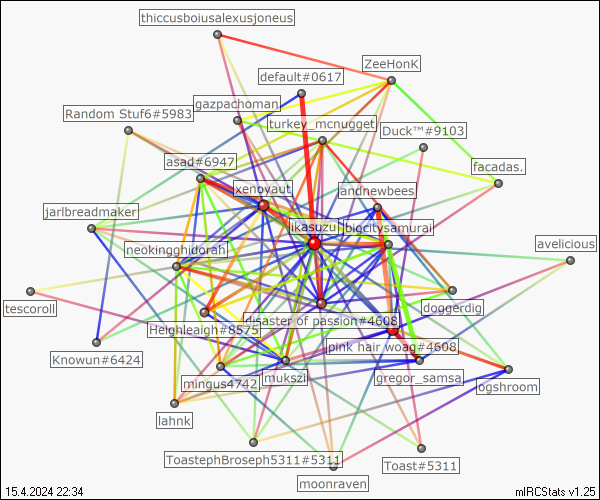 thiccusboiusalexusjoneus
ZeeHonK
default#0617
gazpachoman
Random Stuf6#5983
turkey_mcnugget
Duck™#9103
asad#6947
facadas.
xenoyaut
landnewbees
jarlbreadmaker
ikasuzu
bigcitysamurai
neokingghidorah
avelicious
tescoroll
doggerdig
disaster of passion#4608
Heighleaigh#8575
Knowun#6424
pink hair woag#4608
mingus4742
mukszi
gregor_samsa
ogshroom
lahnk
ToastephBroseph5311#5311
Toast#5311
moonraven
15.4.2024 22:34
mIRCStats v1.25